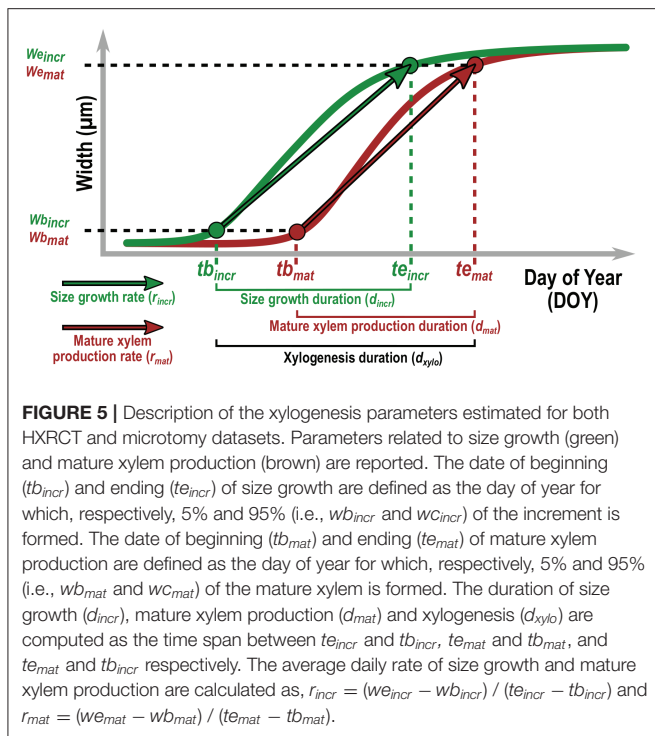 We_incr
We_mat
Width (µm)
Wb_incr
Wb_mat
tb_incr tb_mat te_incr te_mat
Day of Year
(DOY)
Size growth rate (r_incr)
Size growth duration (d_incr)
Mature xylem production duration (d_mat)
Mature xylem
production rate (r_mat)
Xylogenesis duration (d_xylo)
FIGURE 5 | Description of the xylogenesis parameters estimated for both
HXRCT and microtomy datasets. Parameters related to size growth (green)
and mature xylem production (brown) are reported. The date of beginning
(tb_incr) and ending (te_incr) of size growth are defined as the day of year for
which, respectively, 5% and 95% (i.e., wb_incr and wc_incr) of the increment is
formed. The date of beginning (tb_mat) and ending (te_mat) of mature xylem
production are defined as the day of year for which, respectively, 5% and 95%
(i.e., wb_mat and wc_mat) of the mature xylem is formed. The duration of size
growth (d_incr), mature xylem production (d_mat) and xylogenesis (d_xylo) are
computed as the time span between te_incr and tb_incr, te_mat and tb_mat, and
te_mat and tb_incr respectively. The average daily rate of size growth and mature
xylem production are calculated as, r_incr = (we_incr − wb_incr) / (te_incr − tb_incr) and
r_mat = (we_mat − wb_mat) / (te_mat − tb_mat).